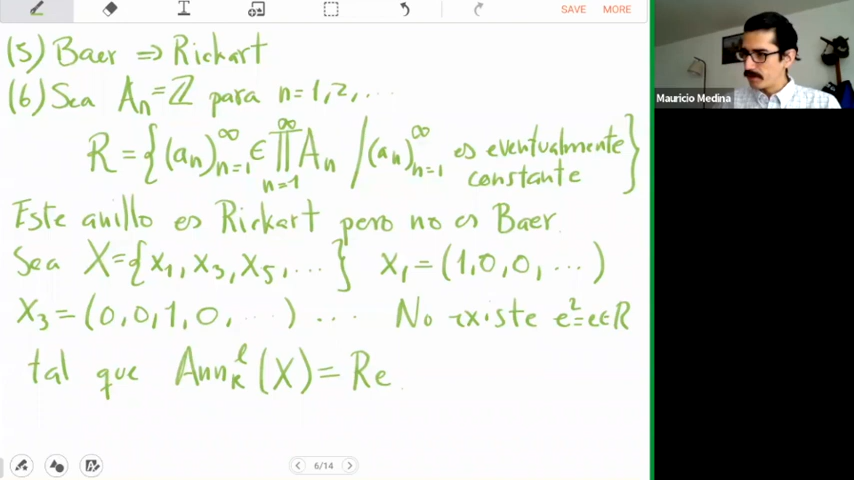 SAVE MORE
(5) Baer ⇒ Rickart
(6) Sea Aₙ=ℤ para n=1,2,...
R = { (aₙ)ₙ₌₁^∞ ∈ ∏ₙ₌₁^∞ Aₙ / (aₙ)ₙ₌₁^∞ es eventualmente constante }
Este anillo es Rickart pero no es Baer.
Sea X={x₁, x₃, x₅, ...} x₁=(1,0,0,...)
x₃=(0,0,1,0,...) ... No existe e²=e∈R
tal que Ann_R^ℓ(X)=Re.
6/14
Mauricio Medina